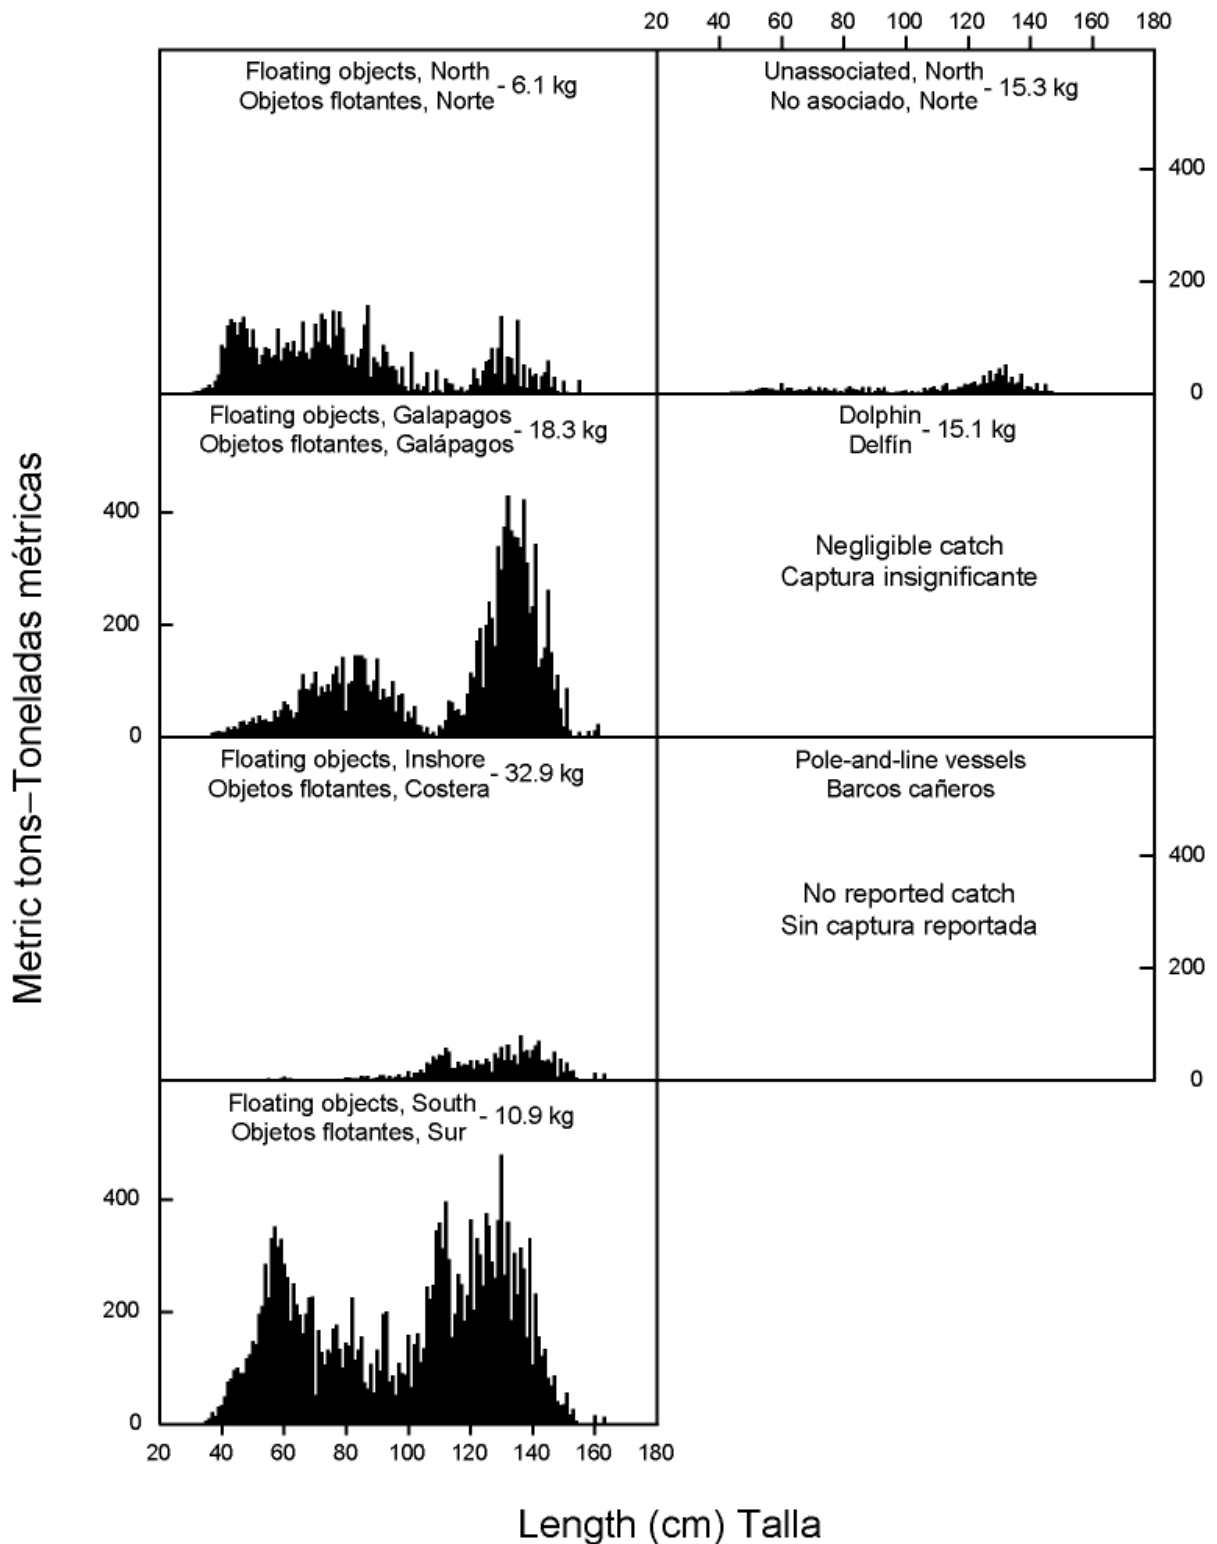 20 40 60 80 100 120 140 160 180
Floating objects, North
Objetos flotantes, Norte
- 6.1 kg
Unassociated, North
No asociado, Norte
- 15.3 kg
400
200
0
Floating objects, Galapagos
Objetos flotantes, Galápagos
- 18.3 kg
Dolphin
Delfín
- 15.1 kg
400
200
0
Negligible catch
Captura insignificante
Floating objects, Inshore
Objetos flotantes, Costera
- 32.9 kg
Pole-and-line vessels
Barcos cañeros
No reported catch
Sin captura reportada
400
200
0
Floating objects, South
Objetos flotantes, Sur
- 10.9 kg
400
200
0
20 40 60 80 100 120 140 160 180
Metric tons–Toneladas métricas
Length (cm) Talla